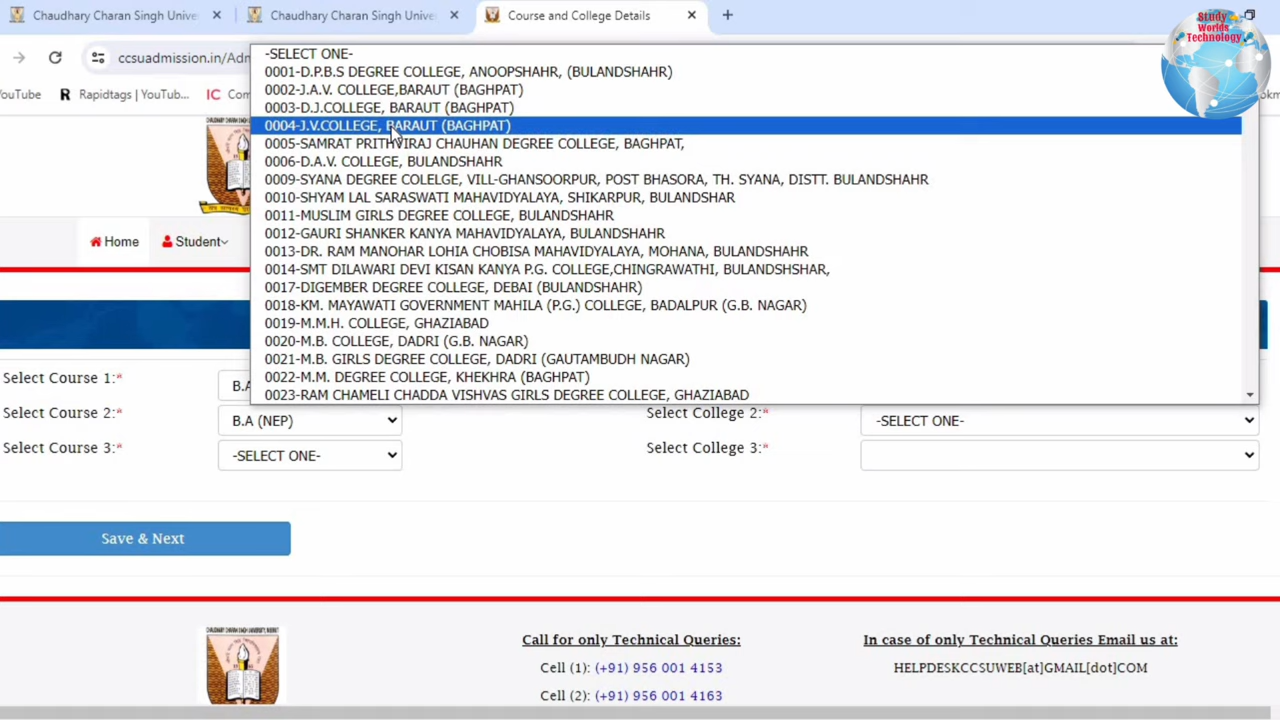 Chaudhary Charan Singh Unive
Chaudhary Charan Singh Unive
Course and College Details
ccsuadmission.in/Adm
Study
Worlds
Technology
ouTube
Rapidtags | YouTub...
Com
-SELECT ONE-
0001-D.P.B.S DEGREE COLLEGE, ANOOPSHAHR, (BULANDSHAHR)
0002-J.A.V. COLLEGE,BARAUT (BAGHPAT)
0003-D.J.COLLEGE, BARAUT (BAGHPAT)
0004-J.V.COLLEGE, BARAUT (BAGHPAT)
0005-SAMRAT PRITHVIRAJ CHAUHAN DEGREE COLLEGE, BAGHPAT,
0006-D.A.V. COLLEGE, BULANDSHAHR
0009-SYANA DEGREE COLELGE, VILL-GHANSOORPUR, POST BHASORA, TH. SYANA, DISTT. BULANDSHAHR
0010-SHYAM LAL SARASWATI MAHAVIDYALAYA, SHIKARPUR, BULANDSHAR
0011-MUSLIM GIRLS DEGREE COLLEGE, BULANDSHAHR
0012-GAURI SHANKER KANYA MAHAVIDYALAYA, BULANDSHAHR
0013-DR. RAM MANOHAR LOHIA CHOBISA MAHAVIDYALAYA, MOHANA, BULANDSHAHR
0014-SMT DILAWARI DEVI KISAN KANYA P.G. COLLEGE,CHINGRAWATHI, BULANDSHSHAR,
0017-DIGEMBER DEGREE COLLEGE, DEBAI (BULANDSHAHR)
0018-KM. MAYAWATI GOVERNMENT MAHILA (P.G.) COLLEGE, BADALPUR (G.B. NAGAR)
0019-M.M.H. COLLEGE, GHAZIABAD
0020-M.B. COLLEGE, DADRI (G.B. NAGAR)
0021-M.B. GIRLS DEGREE COLLEGE, DADRI (GAUTAMBUDH NAGAR)
0022-M.M. DEGREE COLLEGE, KHEKHRA (BAGHPAT)
0023-RAM CHAMELI CHADDA VISHVAS GIRLS DEGREE COLLEGE, GHAZIABAD
Home
Student
Select Course 1:*
B.A
Select Course 2:*
B.A (NEP)
Select College 2:*
-SELECT ONE-
Select Course 3:*
-SELECT ONE-
Select College 3:*
Save & Next
Call for only Technical Queries:
In case of only Technical Queries Email us at:
Cell (1): (+91) 956 001 4153
HELPDESKCCSUWEB[at]GMAIL[dot]COM
Cell (2): (+91) 956 001 4163